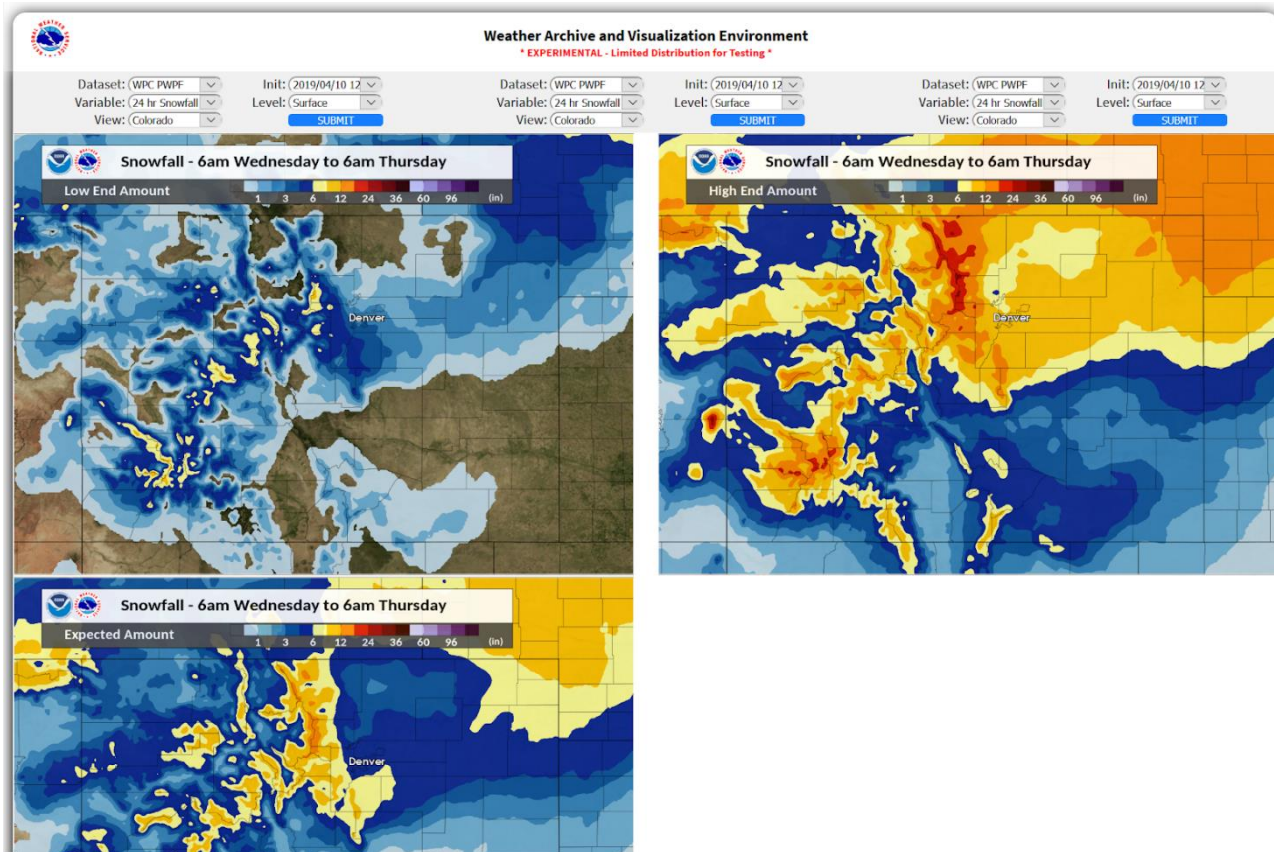 NATIONAL WEATHER SERVICE
Weather Archive and Visualization Environment
* EXPERIMENTAL - Limited Distribution for Testing *
Dataset: WPC PWPF Init: 2019/04/10 12
Variable: 24 hr Snowfall Level: Surface
View: Colorado SUBMIT
Dataset: WPC PWPF Init: 2019/04/10 12
Variable: 24 hr Snowfall Level: Surface
View: Colorado SUBMIT
Dataset: WPC PWPF Init: 2019/04/10 12
Variable: 24 hr Snowfall Level: Surface
View: Colorado SUBMIT
Snowfall - 6am Wednesday to 6am Thursday
Low End Amount
1 3 6 12 24 36 60 96 (in)
Denver
Snowfall - 6am Wednesday to 6am Thursday
High End Amount
1 3 6 12 24 36 60 96 (in)
Denver
Snowfall - 6am Wednesday to 6am Thursday
Expected Amount
1 3 6 12 24 36 60 96 (in)
Denver